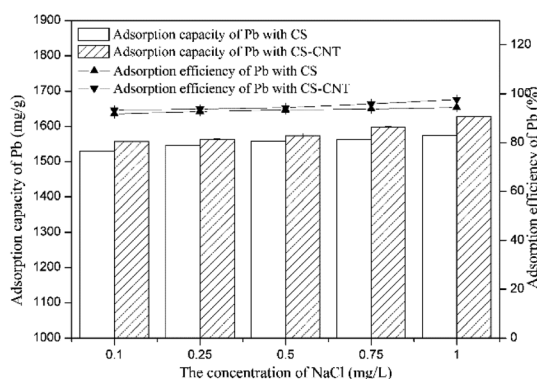 Adsorption capacity of Pb with CS
Adsorption capacity of Pb with CS-CNT
Adsorption efficiency of Pb with CS
Adsorption efficiency of Pb with CS-CNT
Adsorption capacity of Pb (mg/g)
1900
1800
1700
1600
1500
1400
1300
1200
1100
1000
120
100
80
60
40
20
0
Adsorption efficiency of Pb (%)
0.1 0.25 0.5 0.75 1
The concentration of NaCl (mg/L)